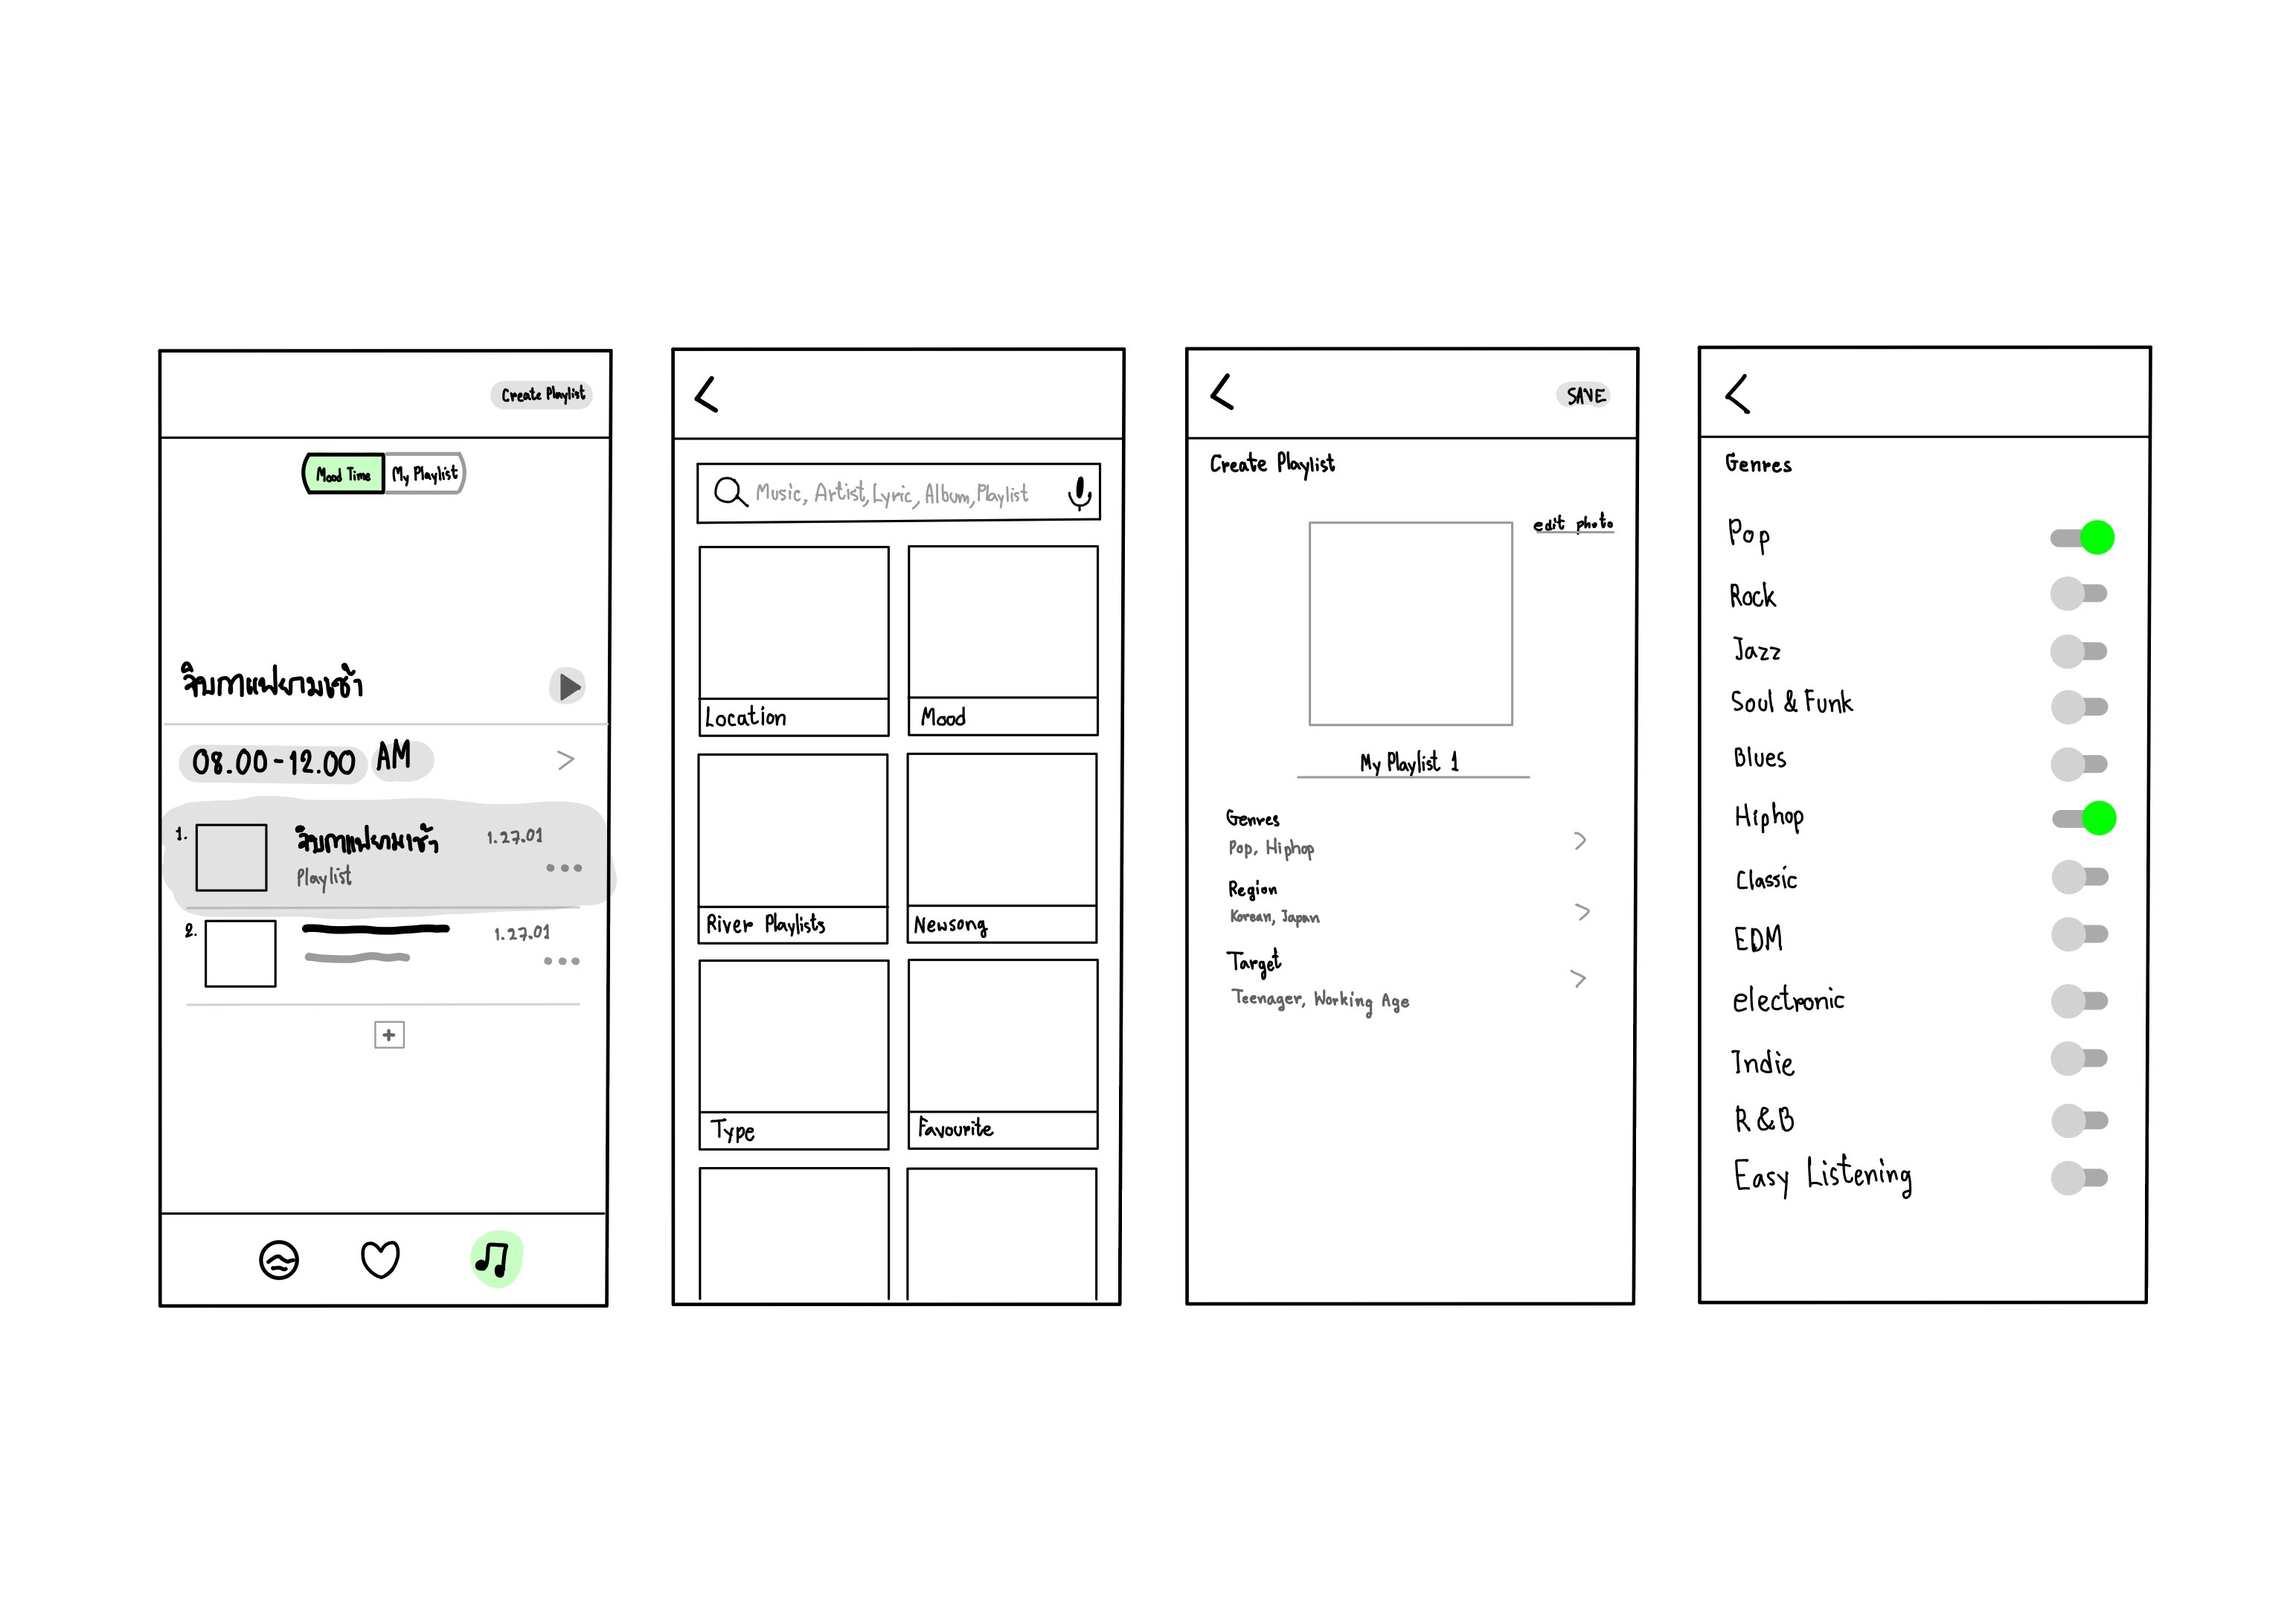 Create Playlist
Mood Time
My Playlist
จิบกาแฟยามเช้า
08.00-12.00 AM
1.
จิบกาแฟยามเช้า
1.27.01
Playlist
2.
1.27.01
Music, Artist, Lyric, Album, Playlist
Location
Mood
River Playlists
Newsong
Type
Favourite
SAVE
Create Playlist
edit photo
My Playlist 1
Genres
Pop, Hiphop
Region
Korean, Japan
Target
Teenager, Working Age
Genres
Pop
Rock
Jazz
Soul & Funk
Blues
Hiphop
Classic
EDM
electronic
Indie
R &B
Easy Listening